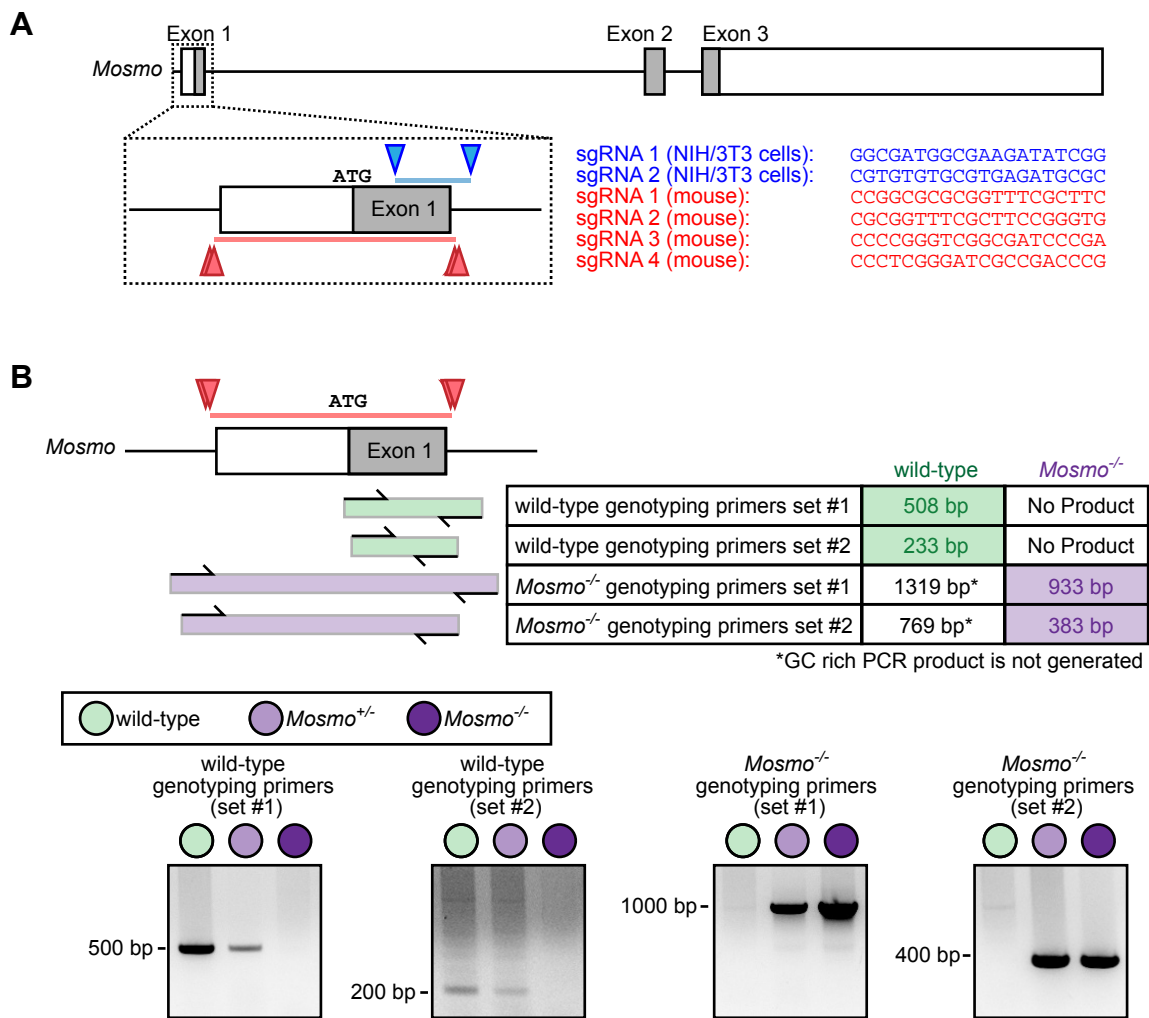 A
Exon 1
Exon 2
Exon 3
Mosmo
ATG
Exon 1
sgRNA 1 (NIH/3T3 cells): GGCGATGGCGAAGATATCGG
sgRNA 2 (NIH/3T3 cells): CGTGTGTGCGTGAGATGCGC
sgRNA 1 (mouse): CCGGCGCGCGGTTTCGCTTC
sgRNA 2 (mouse): CGCGGTTTCGCTTCCGGGTG
sgRNA 3 (mouse): CCCCGGGTCGGCGATCCCGA
sgRNA 4 (mouse): CCCTCGGGATCGCCGACCCG
B
ATG
Mosmo
Exon 1
wild-type Mosmo-/-
wild-type genotyping primers set #1 508 bp No Product
wild-type genotyping primers set #2 233 bp No Product
Mosmo-/- genotyping primers set #1 1319 bp* 933 bp
Mosmo-/- genotyping primers set #2 769 bp* 383 bp
*GC rich PCR product is not generated
wild-type Mosmo+/- Mosmo-/-
wild-type
genotyping primers
(set #1)
500 bp
wild-type
genotyping primers
(set #2)
200 bp
Mosmo-/-
genotyping primers
(set #1)
1000 bp
Mosmo-/-
genotyping primers
(set #2)
400 bp